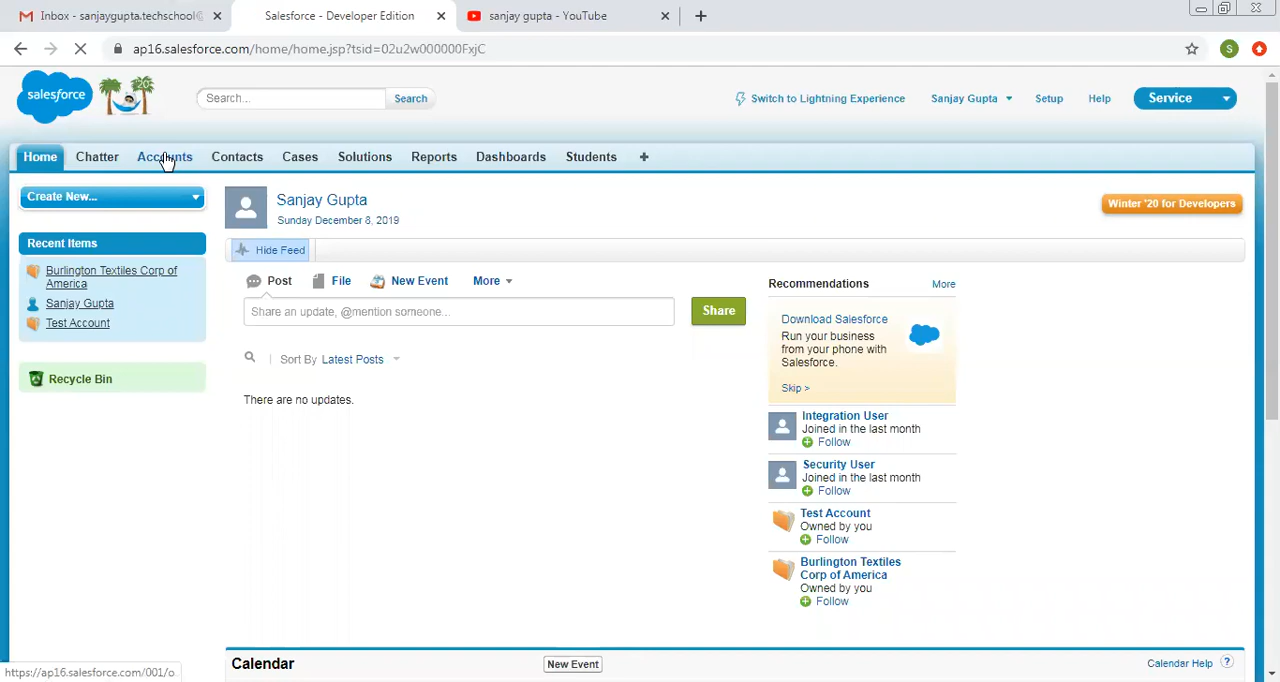 Inbox - sanjaygupta.techschool@
Salesforce - Developer Edition
sanjay gupta - YouTube
ap16.salesforce.com/home/home.jsp?tsid=02u2w000000FxjC
S
salesforce
20
Search...
Search
Switch to Lightning Experience
Sanjay Gupta
Setup
Help
Service
Home
Chatter
Accounts
Contacts
Cases
Solutions
Reports
Dashboards
Students
Create New...
Sanjay Gupta
Sunday December 8, 2019
Winter '20 for Developers
Recent Items
Burlington Textiles Corp of
America
Sanjay Gupta
Test Account
Recycle Bin
Hide Feed
Post
File
New Event
More
Share an update, @mention someone...
Share
Sort By Latest Posts
There are no updates.
Recommendations
More
Download Salesforce
Run your business
from your phone with
Salesforce.
Skip >
Integration User
Joined in the last month
Follow
Security User
Joined in the last month
Follow
Test Account
Owned by you
Follow
Burlington Textiles
Corp of America
Owned by you
Follow
Calendar
New Event
Calendar Help ?
https://ap16.salesforce.com/001/o